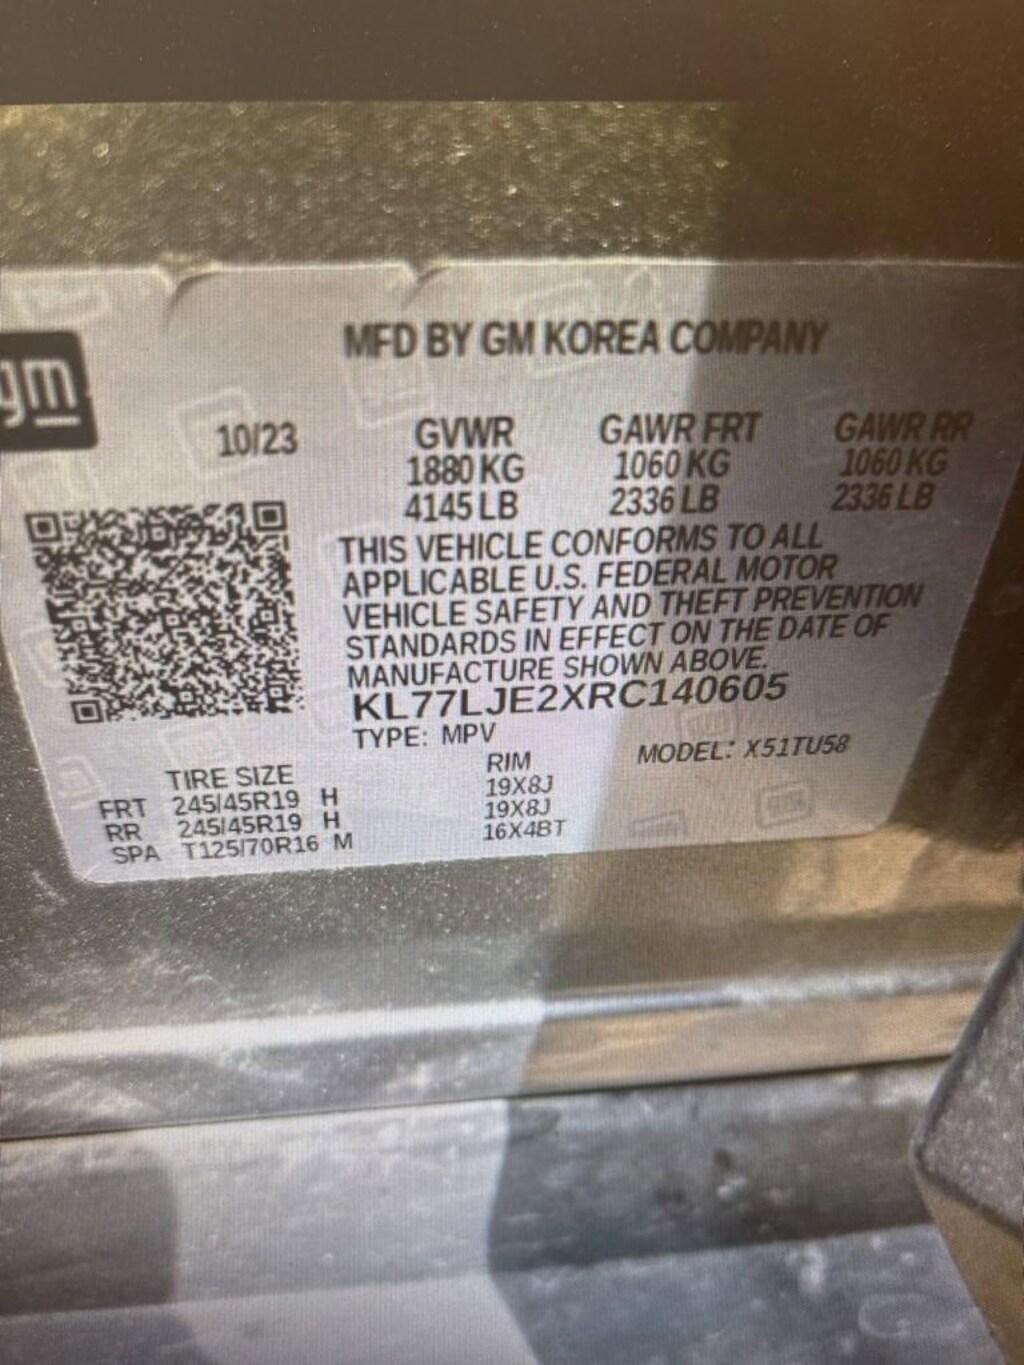 gm
MFD BY GM KOREA COMPANY
10/23 GVWR GAWR FRT GAWR RR
1880 KG 1060 KG 1060 KG
4145 LB 2336 LB 2336 LB
THIS VEHICLE CONFORMS TO ALL
APPLICABLE U.S. FEDERAL MOTOR
VEHICLE SAFETY AND THEFT PREVENTION
STANDARDS IN EFFECT ON THE DATE OF
MANUFACTURE SHOWN ABOVE.
KL77LJE2XRC140605
TYPE: MPV MODEL: X51TU58
TIRE SIZE RIM
FRT 245/45R19 H 19X8J
RR 245/45R19 H 19X8J
SPA T125/70R16 M 16X4BT